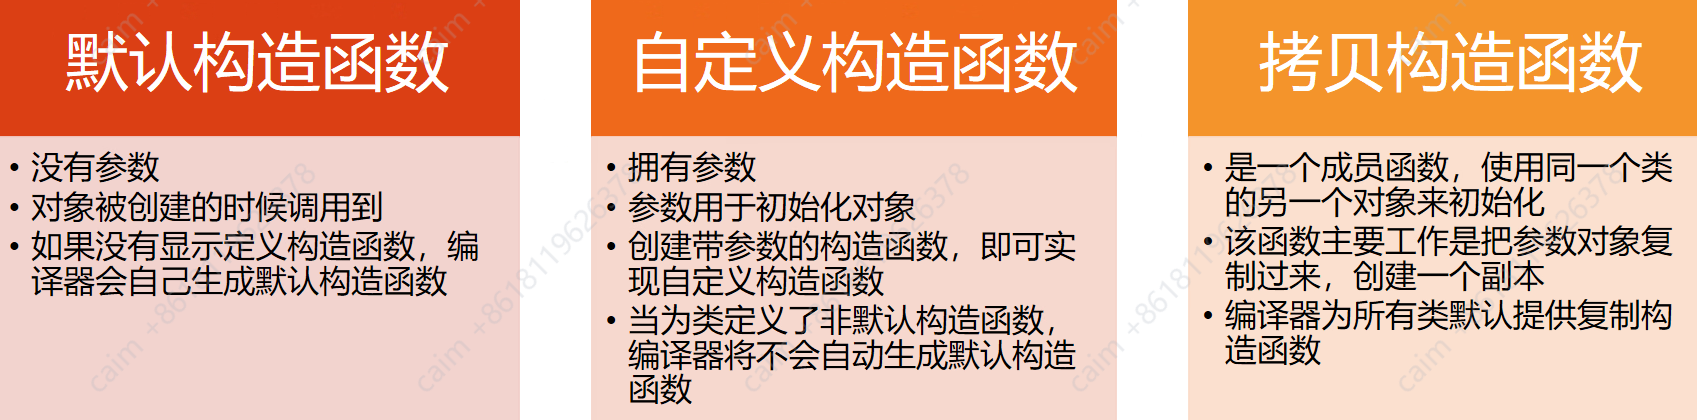 默认构造函数
• 没有参数
• 对象被创建的时候调用到
• 如果没有显示定义构造函数，编
译器会自己生成默认构造函数
自定义构造函数
• 拥有参数
• 参数用于初始化对象
• 创建带参数的构造函数，即可实
现自定义构造函数
• 当为类定义了非默认构造函数，
编译器将不会自动生成默认构造
函数
拷贝构造函数
• 是一个成员函数，使用同一个类
的另一个对象来初始化
• 该函数主要工作是把参数对象复
制过来，创建一个副本
• 编译器为所有类默认提供复制构
造函数
caim +8618119626378
caim +8618119626378
caim +8618119626378
caim +8618119626378
caim